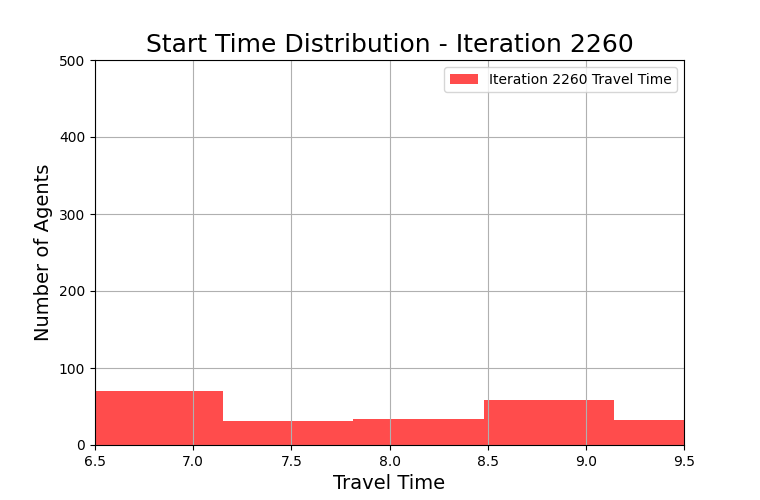 Start Time Distribution - Iteration 2260
Iteration 2260 Travel Time
Number of Agents
500
400
300
200
100
0
6.5 7.0 7.5 8.0 8.5 9.0 9.5
Travel Time